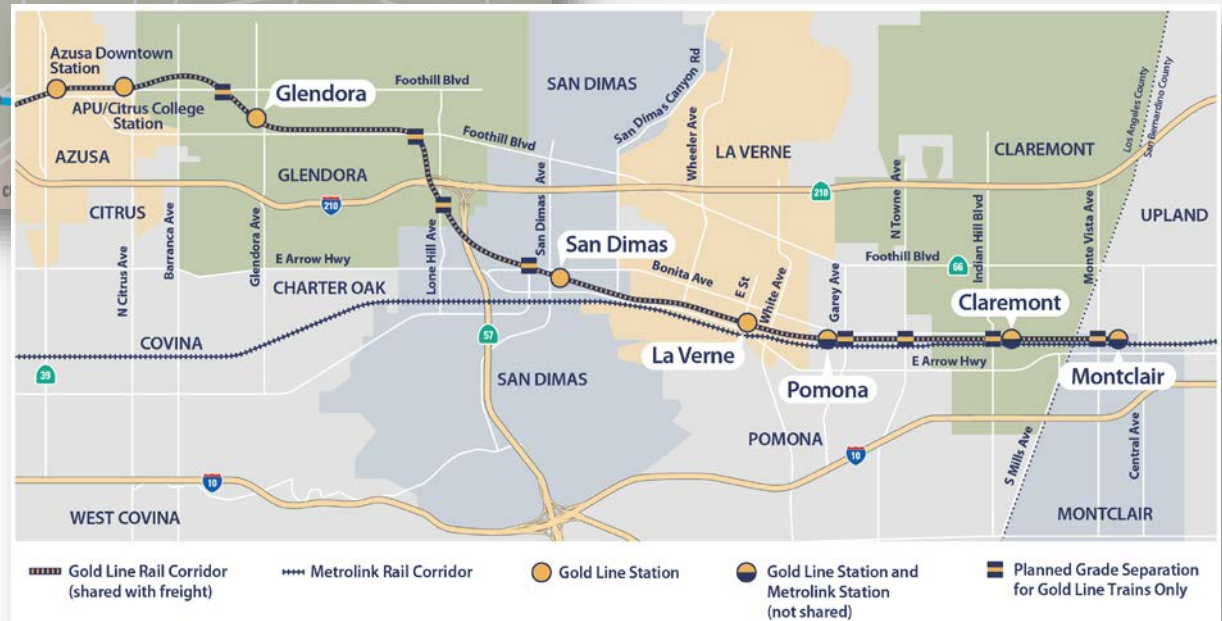 Azusa Downtown
Station
APU/Citrus College
Station
Glendora
Foothill Blvd
SAN DIMAS
San Dimas Canyon Rd
Wheeler Ave
LA VERNE
Los Angeles County
San Bernardino County
CLAREMONT
AZUSA
GLENDORA
Foothill Blvd
210
210
CITRUS
N Citrus Ave
Barranca Ave
Glendora Ave
Lone Hill Ave
San Dimas Ave
N Towne Ave
Indian Hill Blvd
Monte Vista Ave
UPLAND
E Arrow Hwy
CHARTER OAK
San Dimas
Bonita Ave
E St
White Ave
Garey Ave
Foothill Blvd
66
Claremont
COVINA
57
39
SAN DIMAS
La Verne
Pomona
E Arrow Hwy
Montclair
POMONA
10
10
S Mills Ave
Central Ave
WEST COVINA
MONTCLAIR
Gold Line Rail Corridor
(shared with freight)
Metrolink Rail Corridor
Gold Line Station
Gold Line Station and
Metrolink Station
(not shared)
Planned Grade Separation
for Gold Line Trains Only